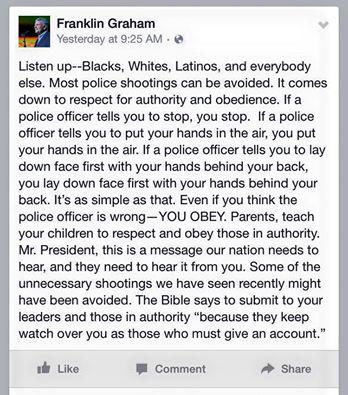 Franklin Graham
Yesterday at 9:25 AM ·
Listen up--Blacks, Whites, Latinos, and everybody
else. Most police shootings can be avoided. It comes
down to respect for authority and obedience. If a
police officer tells you to stop, you stop.  If a police
officer tells you to put your hands in the air, you put
your hands in the air. If a police officer tells you to lay
down face first with your hands behind your back,
you lay down face first with your hands behind your
back. It's as simple as that. Even if you think the
police officer is wrong—YOU OBEY. Parents, teach
your children to respect and obey those in authority.
Mr. President, this is a message our nation needs to
hear, and they need to hear it from you. Some of the
unnecessary shootings we have seen recently might
have been avoided. The Bible says to submit to your
leaders and those in authority “because they keep
watch over you as those who must give an account.”
Like Comment Share